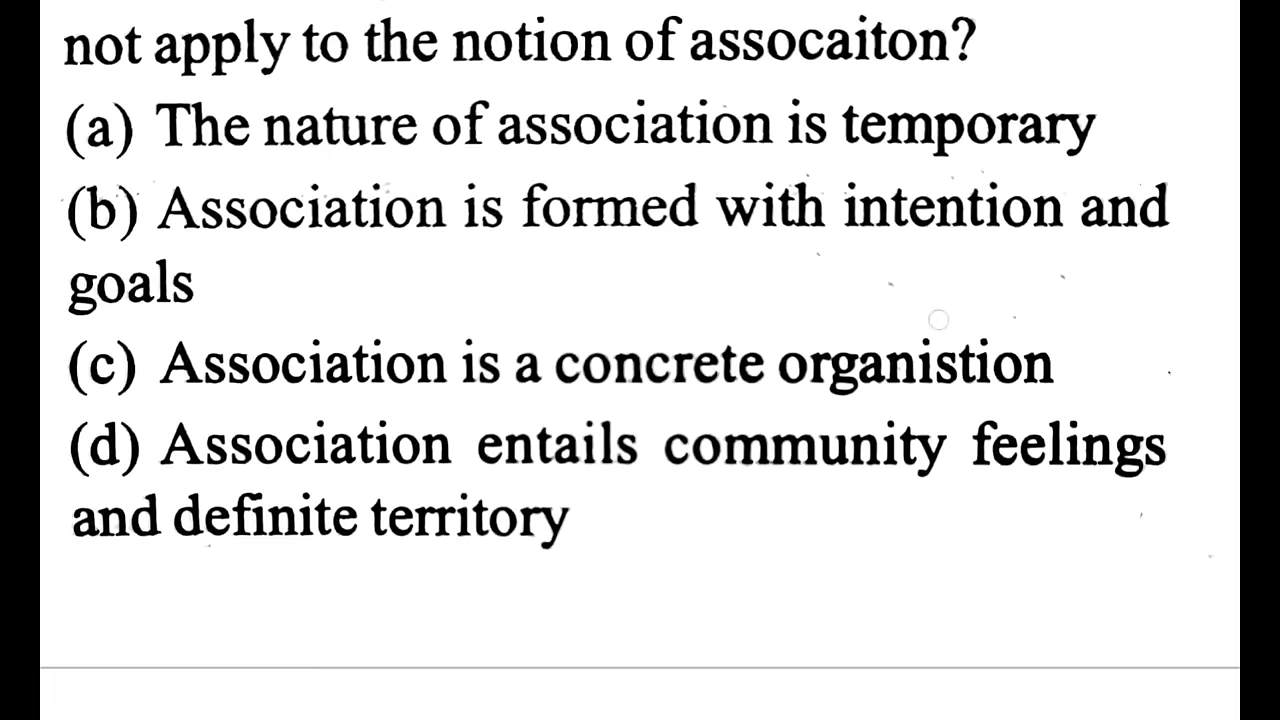 not apply to the notion of assocaiton?
(a) The nature of association is temporary
(b) Association is formed with intention and
goals
(c) Association is a concrete organistion
(d) Association entails community feelings
and definite territory